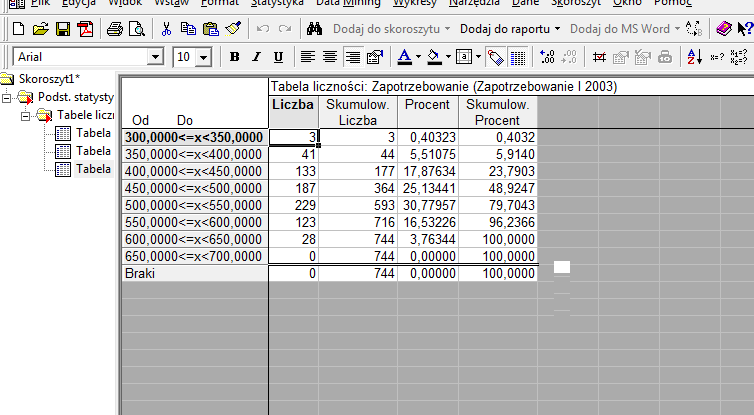 Plik Edycja Widok Wstaw Format Statystyka Data Mining Wykresy Narzędzia Dane Skoroszyt Okno Pomoc
Dodaj do skoroszytu Dodaj do raportu Dodaj do MS Word
Arial 10 B I U
Skoroszyt1*
Podst. statysty
Tabele liczn
Tabela
Tabela
Tabela
Tabela liczności: Zapotrzebowanie (Zapotrzebowanie I 2003)
Od Do Liczba Skumulow. Liczba Procent Skumulow. Procent
300,0000<=x<350,0000 3 3 0,40323 0,4032
350,0000<=x<400,0000 41 44 5,51075 5,9140
400,0000<=x<450,0000 133 177 17,87634 23,7903
450,0000<=x<500,0000 187 364 25,13441 48,9247
500,0000<=x<550,0000 229 593 30,77957 79,7043
550,0000<=x<600,0000 123 716 16,53226 96,2366
600,0000<=x<650,0000 28 744 3,76344 100,0000
650,0000<=x<700,0000 0 744 0,00000 100,0000
Braki 0 744 0,00000 100,0000